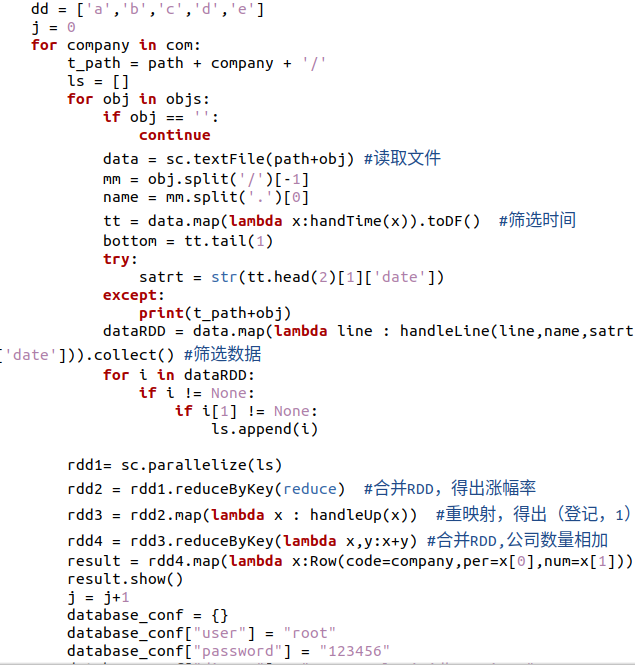 dd = ['a','b','c','d','e']
j = 0
for company in com:
t_path = path + company + '/'
ls = []
for obj in objs:
if obj == '':
continue
data = sc.textFile(path+obj) #读取文件
mm = obj.split('/')[-1]
name = mm.split('.')[0]
tt = data.map(lambda x:handTime(x)).toDF() #筛选时间
bottom = tt.tail(1)
try:
satrt = str(tt.head(2)[1]['date'])
except:
print(t_path+obj)
dataRDD = data.map(lambda line : handleLine(line,name,satrt
['date'])).collect() #筛选数据
for i in dataRDD:
if i != None:
if i[1] != None:
ls.append(i)
rdd1= sc.parallelize(ls)
rdd2 = rdd1.reduceByKey(reduce) #合并RDD，得出涨幅率
rdd3 = rdd2.map(lambda x : handleUp(x)) #重映射，得出（登记，1）
rdd4 = rdd3.reduceByKey(lambda x,y:x+y) #合并RDD,公司数量相加
result = rdd4.map(lambda x:Row(code=company,per=x[0],num=x[1]))
result.show()
j = j+1
database_conf = {}
database_conf["user"] = "root"
database_conf["password"] = "123456"